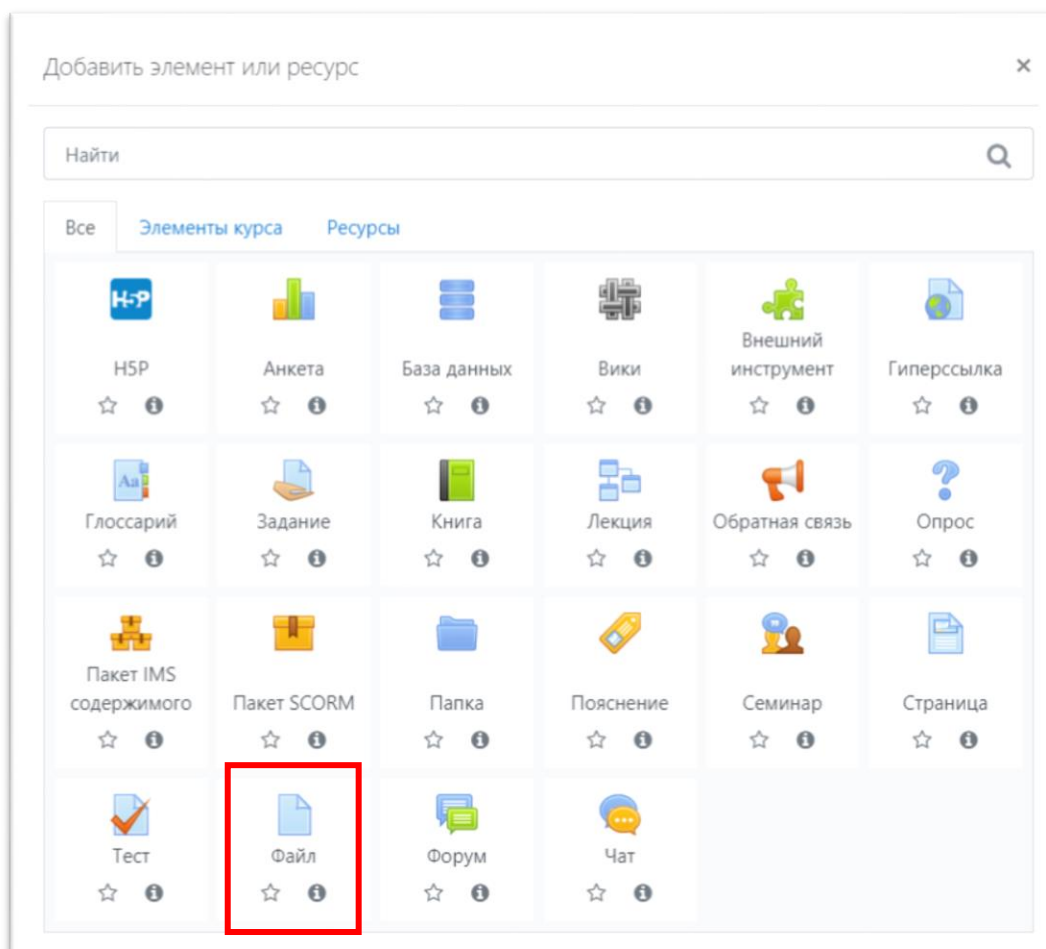 Добавить элемент или ресурс ×
Найти
Все Элементы курса Ресурсы
H5P
H5P Анкета База данных Вики Внешний инструмент Гиперссылка
Aa
Глоссарий Задание Книга Лекция Обратная связь Опрос
Пакет IMS содержимого Пакет SCORM Папка Пояснение Семинар Страница
Тест Файл Форум Чат